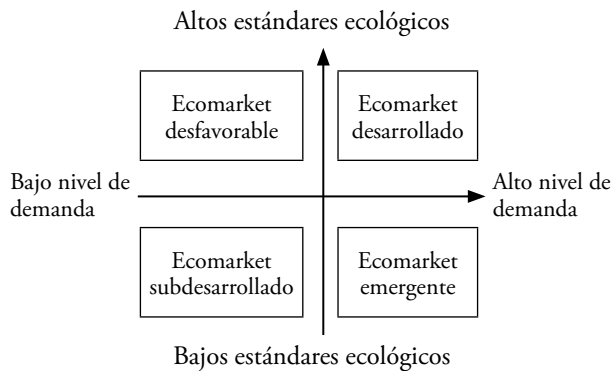 Altos estándares ecológicos
Ecomarket
desfavorable
Ecomarket
desarrollado
Bajo nivel de
demanda
Alto nivel de
demanda
Ecomarket
subdesarrollado
Ecomarket
emergente
Bajos estándares ecológicos